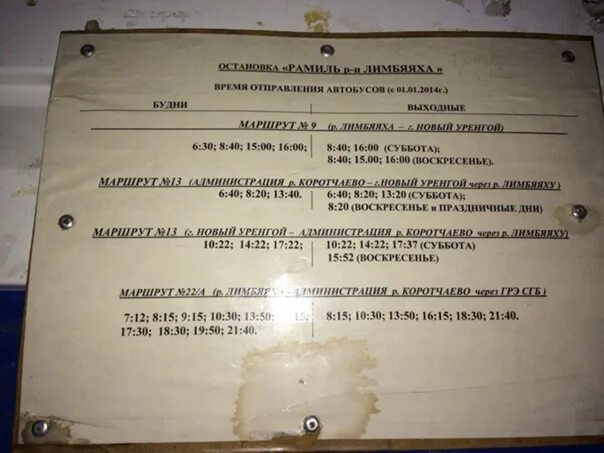 ОСТАНОВКА «РАМИЛЬ р-н ЛИМБЯЯХА »
ВРЕМЯ ОТПРАВЛЕНИЯ АВТОБУСОВ (с 01.01.2014г.)
БУДНИ ВЫХОДНЫЕ
МАРШРУТ № 9 (р. ЛИМБЯЯХА – г. НОВЫЙ УРЕНГОЙ)
6:30; 8:40; 15:00; 16:00; 8:40; 16:00 (СУББОТА);
8:40; 15.00; 16:00 (ВОСКРЕСЕНЬЕ).
МАРШРУТ №13 (АДМИНИСТРАЦИЯ р. КОРОТЧАЕВО – г.НОВЫЙ УРЕНГОЙ через р. ЛИМБЯЯХУ)
6:40; 8:20; 13:40. 6:40; 8:20; 13:20 (СУББОТА);
8:20 (ВОСКРЕСЕНЬЕ и ПРАЗДНИЧНЫЕ ДНИ)
МАРШРУТ №13 (г. НОВЫЙ УРЕНГОЙ – АДМИНИСТРАЦИЯ р. КОРОТЧАЕВО через р. ЛИМБЯЯХУ)
10:22; 14:22; 17:22; 10:22; 14:22; 17:37 (СУББОТА)
15:52 (ВОСКРЕСЕНЬЕ)
МАРШРУТ №22/А (р. ЛИМБЯЯХА - АДМИНИСТРАЦИЯ р. КОРОТЧАЕВО через ГРЭ СГБ )
7:12; 8:15; 9:15; 10:30; 13:50; 15; 8:15; 10:30; 13:50; 16:15; 18:30; 21:40.
17:30; 18:30; 19:50; 21:40.